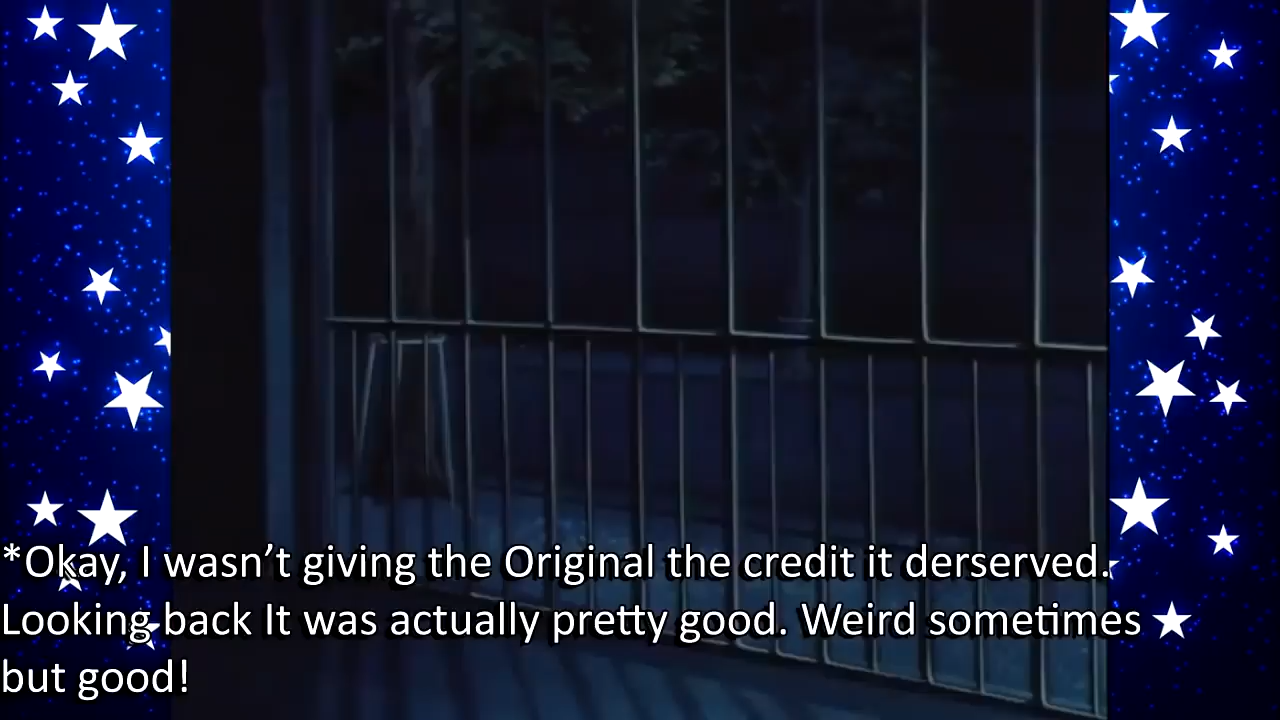 *Okay, I wasn’t giving the Original the credit it derserved.
Looking back It was actually pretty good. Weird sometimes
but good!